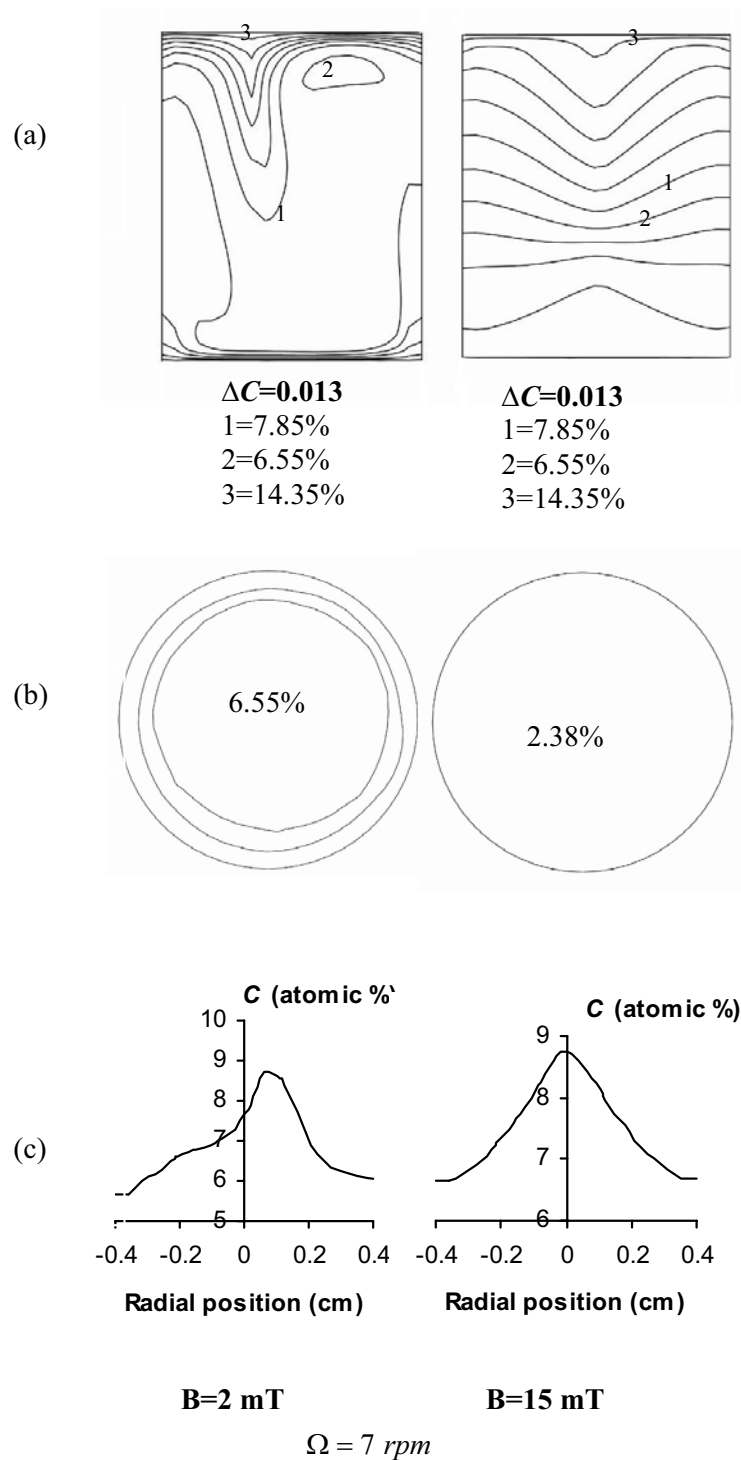 (a)
3
2
1
3
1
2
ΔC=0.013
1=7.85%
2=6.55%
3=14.35%
ΔC=0.013
1=7.85%
2=6.55%
3=14.35%
(b)
6.55%
2.38%
(c)
C (atomic %)
10
9
8
7
6
5
-0.4 -0.2 0 0.2 0.4
Radial position (cm)
C (atomic %)
9
8
7
6
-0.4 -0.2 0 0.2 0.4
Radial position (cm)
B=2 mT
B=15 mT
Ω = 7 rpm